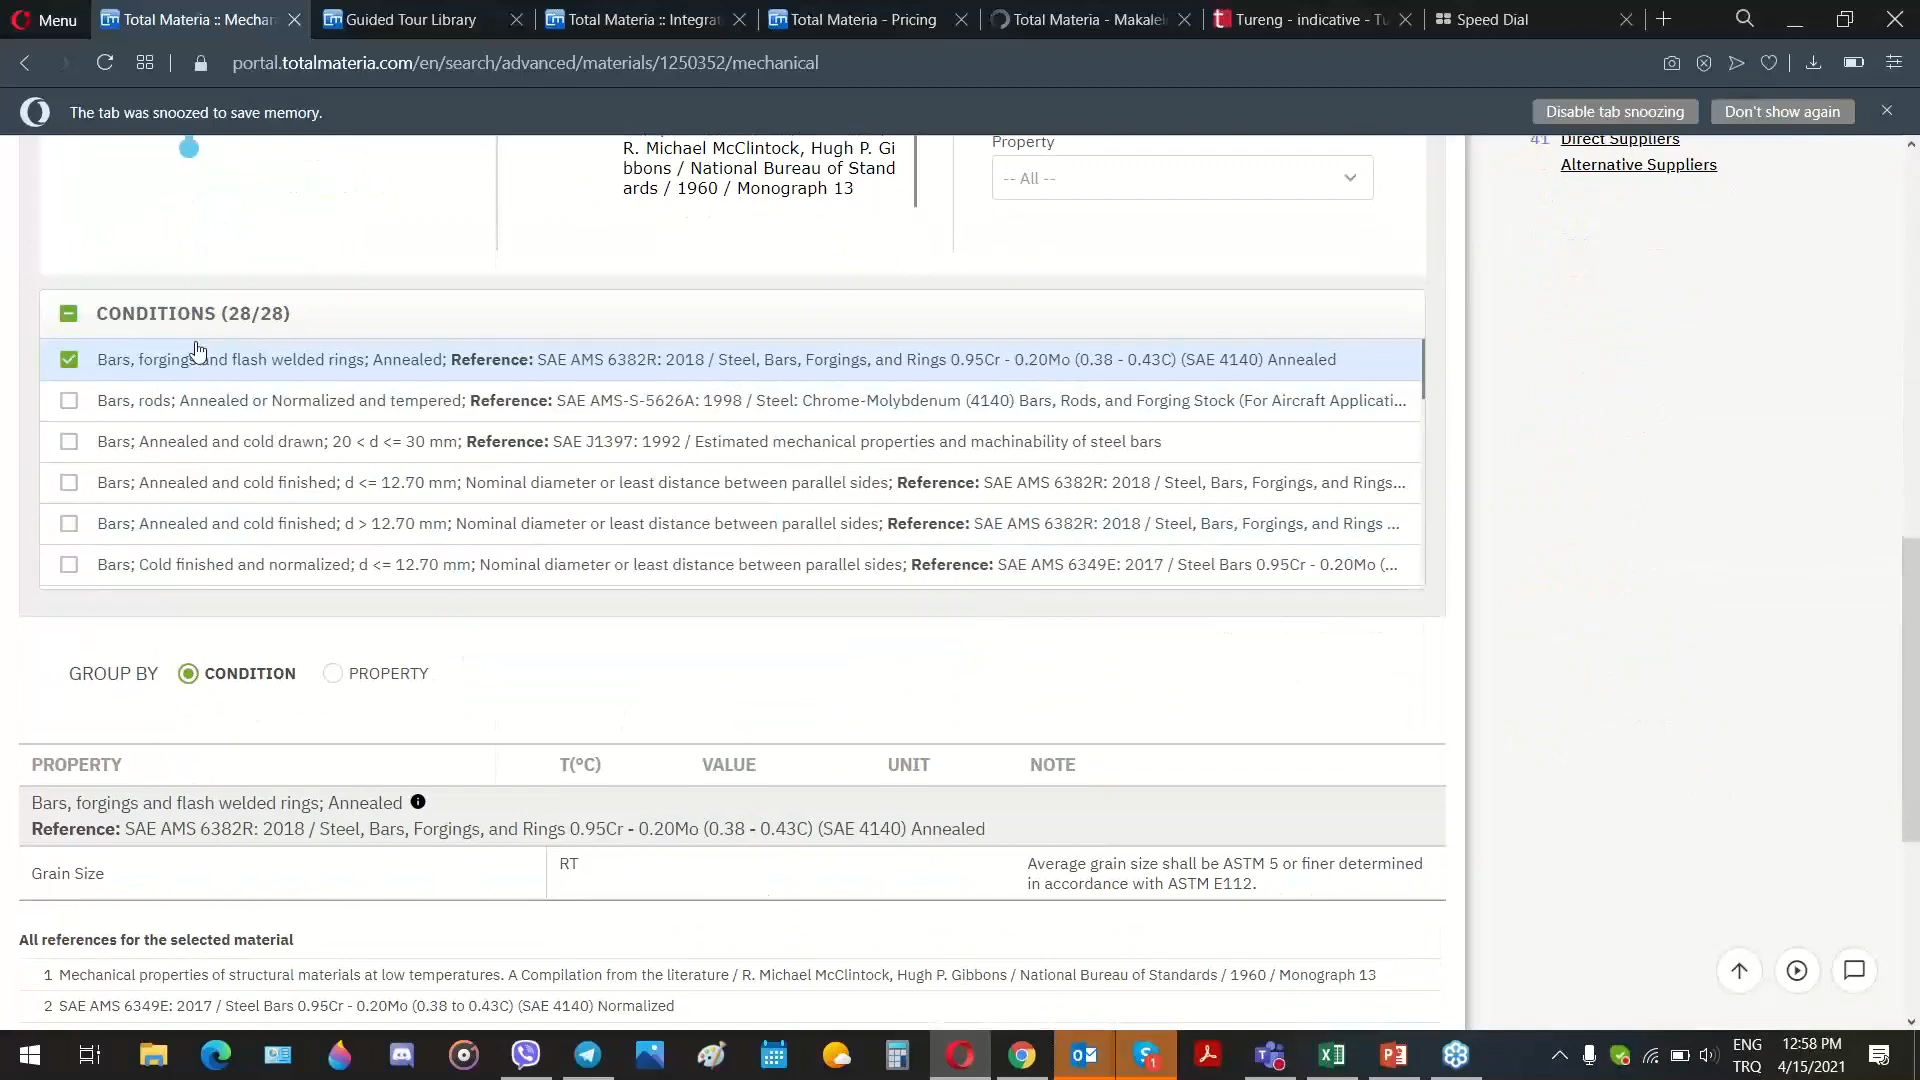 Menu
Total Materia :: Mechar
Guided Tour Library
Total Materia :: Integrat
Total Materia - Pricing
Total Materia - Makalel
Tureng - indicative - Tu
Speed Dial
portal.totalmateria.com/en/search/advanced/materials/1250352/mechanical
The tab was snoozed to save memory.
Disable tab snoozing
Don't show again
R. Michael McClintock, Hugh P. Gi
bbons / National Bureau of Stand
ards / 1960 / Monograph 13
Property
-- All --
41 Direct Suppliers
Alternative Suppliers
CONDITIONS (28/28)
Bars, forgings and flash welded rings; Annealed; Reference: SAE AMS 6382R: 2018 / Steel, Bars, Forgings, and Rings 0.95Cr - 0.20Mo (0.38 - 0.43C) (SAE 4140) Annealed
Bars, rods; Annealed or Normalized and tempered; Reference: SAE AMS-S-5626A: 1998 / Steel: Chrome-Molybdenum (4140) Bars, Rods, and Forging Stock (For Aircraft Applicati...
Bars; Annealed and cold drawn; 20 < d <= 30 mm; Reference: SAE J1397: 1992 / Estimated mechanical properties and machinability of steel bars
Bars; Annealed and cold finished; d <= 12.70 mm; Nominal diameter or least distance between parallel sides; Reference: SAE AMS 6382R: 2018 / Steel, Bars, Forgings, and Rings...
Bars; Annealed and cold finished; d > 12.70 mm; Nominal diameter or least distance between parallel sides; Reference: SAE AMS 6382R: 2018 / Steel, Bars, Forgings, and Rings ...
Bars; Cold finished and normalized; d <= 12.70 mm; Nominal diameter or least distance between parallel sides; Reference: SAE AMS 6349E: 2017 / Steel Bars 0.95Cr - 0.20Mo (...
GROUP BY CONDITION PROPERTY
PROPERTY T(°C) VALUE UNIT NOTE
Bars, forgings and flash welded rings; Annealed
Reference: SAE AMS 6382R: 2018 / Steel, Bars, Forgings, and Rings 0.95Cr - 0.20Mo (0.38 - 0.43C) (SAE 4140) Annealed
Grain Size
RT
Average grain size shall be ASTM 5 or finer determined
in accordance with ASTM E112.
All references for the selected material
1 Mechanical properties of structural materials at low temperatures. A Compilation from the literature / R. Michael McClintock, Hugh P. Gibbons / National Bureau of Standards / 1960 / Monograph 13
2 SAE AMS 6349E: 2017 / Steel Bars 0.95Cr - 0.20Mo (0.38 to 0.43C) (SAE 4140) Normalized
ENG
TRQ
12:58 PM
4/15/2021